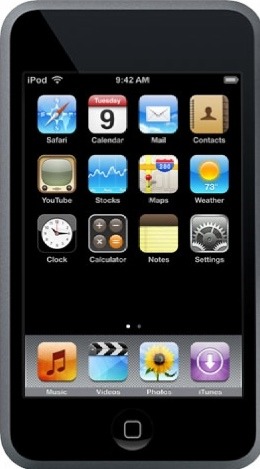 iPod 9:42 AM
Tuesday
9
Safari Calendar Mail Contacts
280
73°
YouTube Stocks Maps Weather
Clock Calculator Notes Settings
Music Videos Photos iTunes